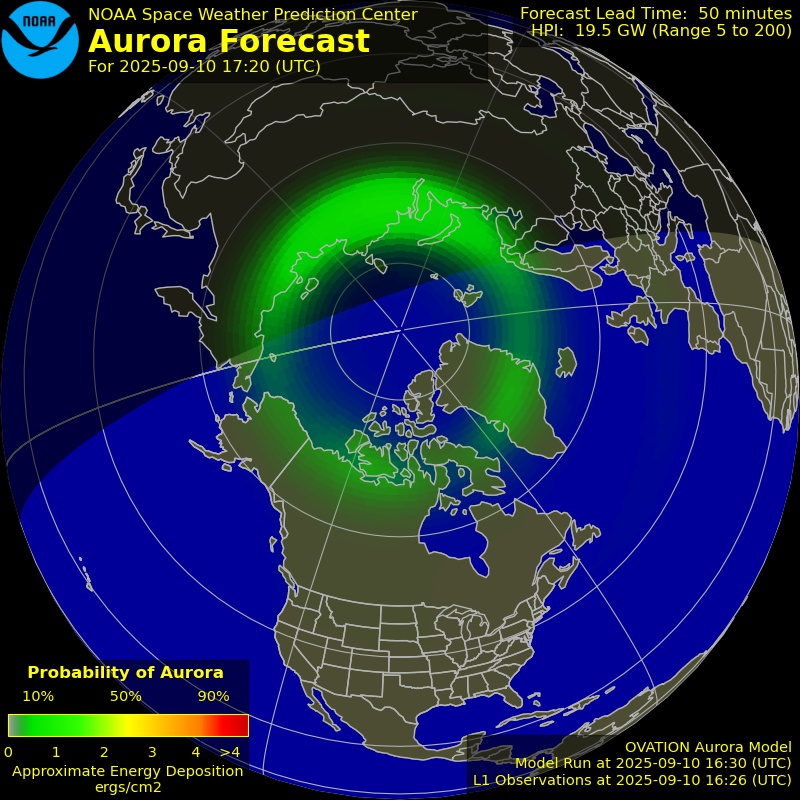 NOAA
NOAA Space Weather Prediction Center
Aurora Forecast
For 2025-09-10 17:20 (UTC)
Forecast Lead Time: 50 minutes
HPI: 19.5 GW (Range 5 to 200)
Probability of Aurora
10% 50% 90%
0 1 2 3 4 >4
Approximate Energy Deposition
ergs/cm2
OVATION Aurora Model
Model Run at 2025-09-10 16:30 (UTC)
L1 Observations at 2025-09-10 16:26 (UTC)